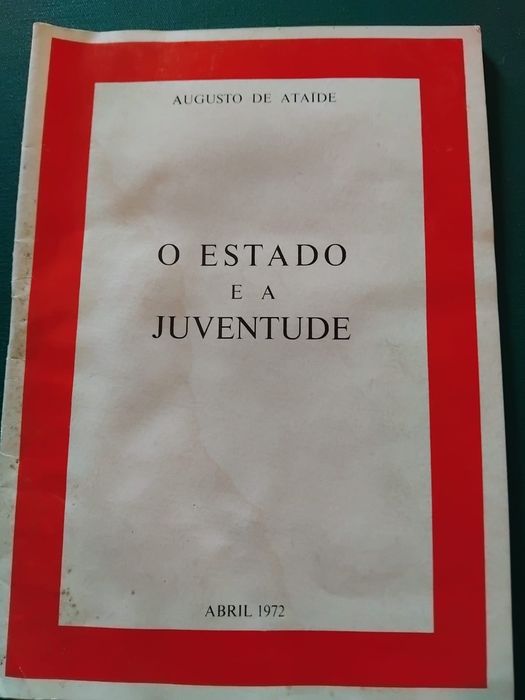 AUGUSTO DE ATAÍDE
O ESTADO
E A
JUVENTUDE
ABRIL 1972